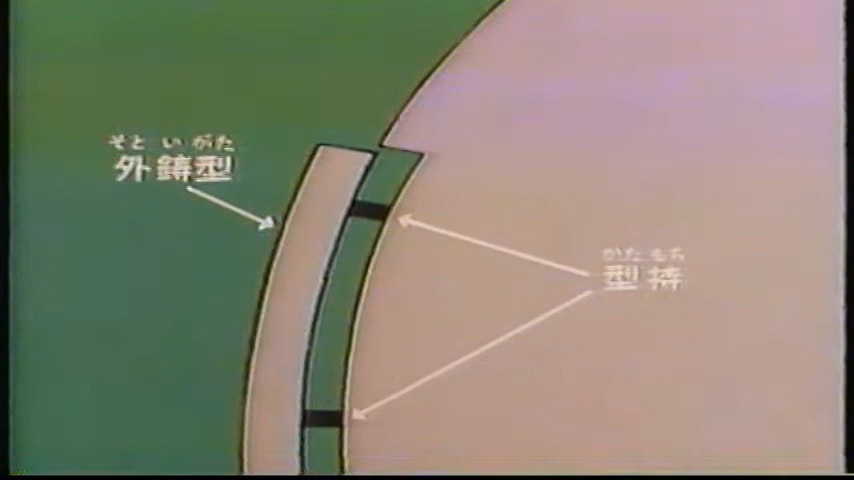 そと い がた
外鋳型
かた もち
型持